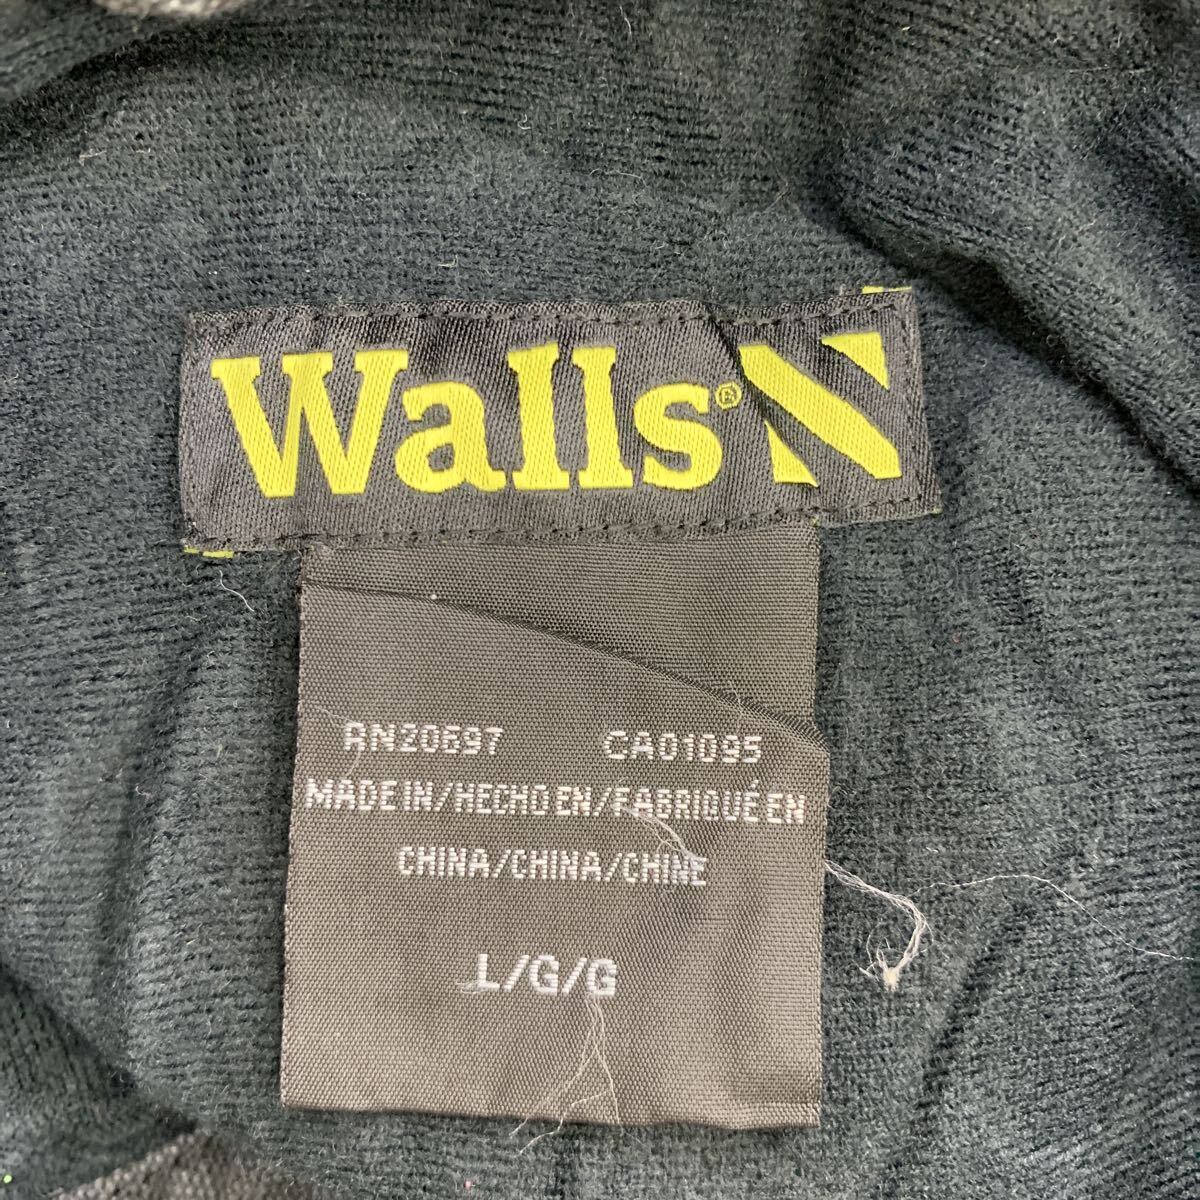 Walls®
RN20697 CA01095
MADE IN/HECHO EN/FABRIQUÉ EN
CHINA/CHINA/CHINE
L/G/G